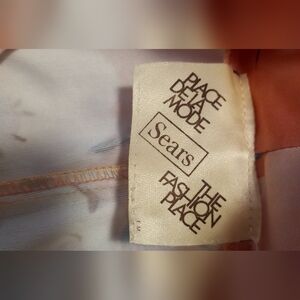 PLACE
DE LA
MODE
Sears
THE
FASHION
PLACE